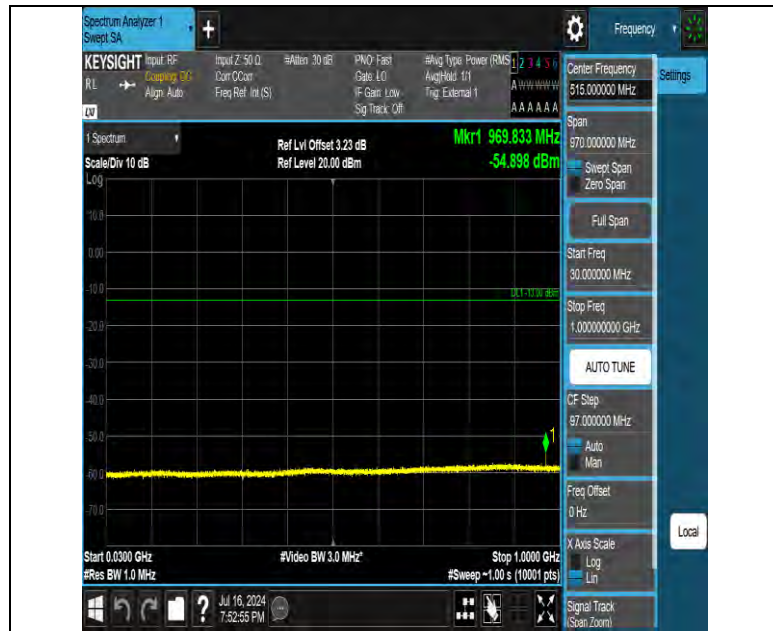 Spectrum Analyzer 1
Swept SA
+
Frequency
KEYSIGHT
RL
Input: RF
Coupling: DC
Align: Auto
Input Z: 50 Ω
Corr CCorr
Freq Ref: Int (S)
#Atten: 30 dB
PNO: Fast
Gate: LO
IF Gain: Low
Sig Track: Off
#Avg Type: Power (RMS
Avg|Hold: 1/1
Trig: External 1
1 2 3 4 5 6
A W W W W W
A A A A A A
LXI
1 Spectrum
Scale/Div 10 dB
Log
Ref Lvl Offset 3.23 dB
Ref Level 20.00 dBm
Mkr1 969.833 MHz
-54.898 dBm
10.0
0.00
-10.0
-20.0
-30.0
-40.0
-50.0
-60.0
-70.0
DL1 -13.00 dBm
1
Start 0.0300 GHz
#Res BW 1.0 MHz
#Video BW 3.0 MHz*
Stop 1.0000 GHz
#Sweep ~1.00 s (10001 pts)
?
Jul 16, 2024
7:52:55 PM
Center Frequency
515.000000 MHz
Span
970.000000 MHz
Swept Span
Zero Span
Full Span
Start Freq
30.000000 MHz
Stop Freq
1.000000000 GHz
AUTO TUNE
CF Step
97.000000 MHz
Auto
Man
Freq Offset
0 Hz
X Axis Scale
Log
Lin
Signal Track
(Span Zoom)
Settings
Local